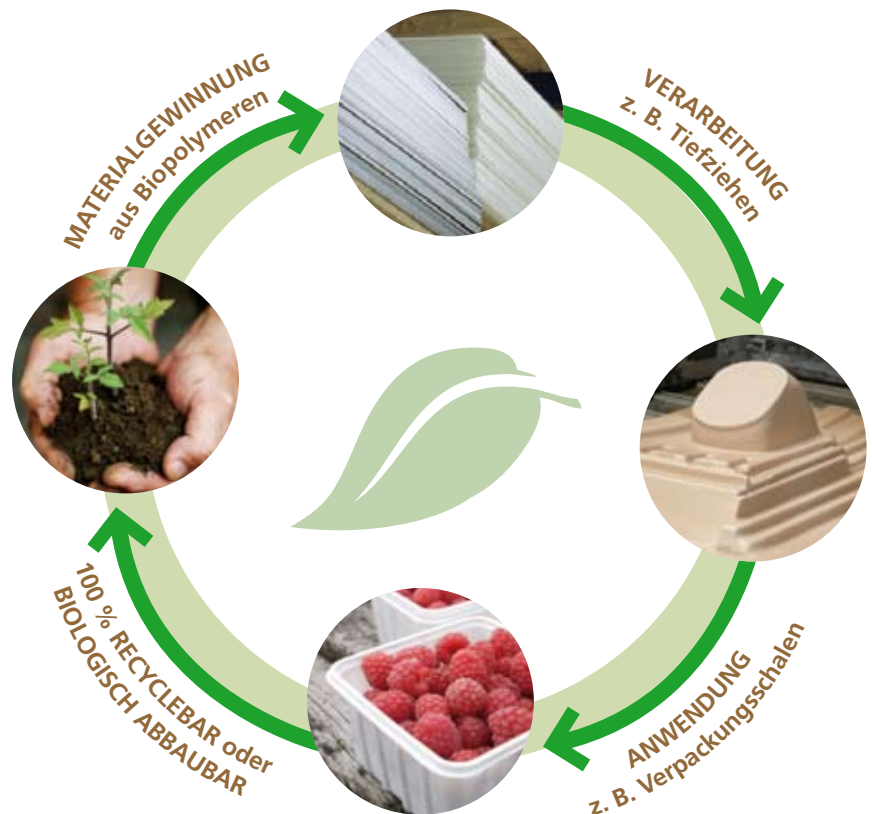 MATERIALGEWINNUNG
aus Biopolymeren
VERARBEITUNG
z. B. Tiefziehen
ANWENDUNG
z. B. Verpackungsschalen
100 % RECYCLEBAR oder
BIOLOGISCH ABBAUBAR